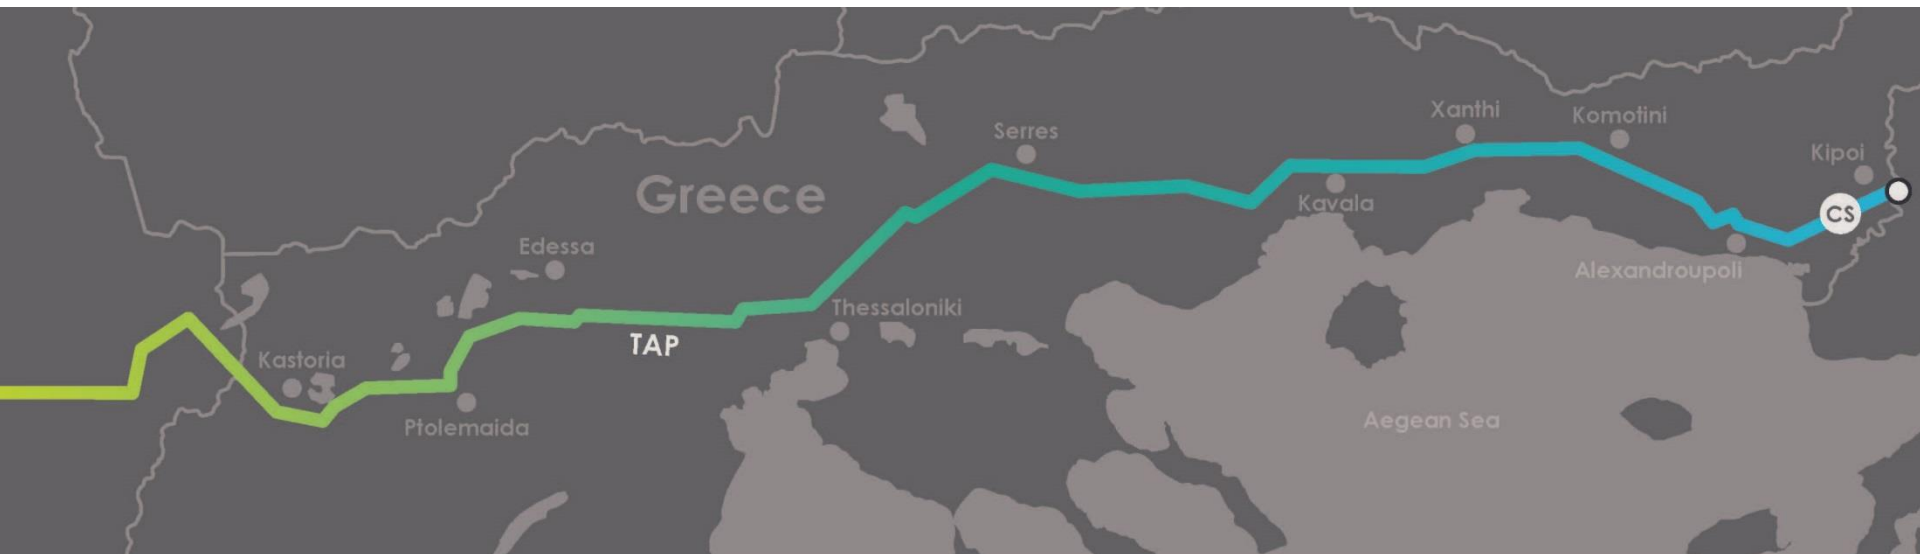 Xanthi
Komotini
Serres
Kipoi
Greece
Kavala
CS
Edessa
Alexandroupoli
Thessaloniki
TAP
Kastoria
Aegean Sea
Ptolemaida